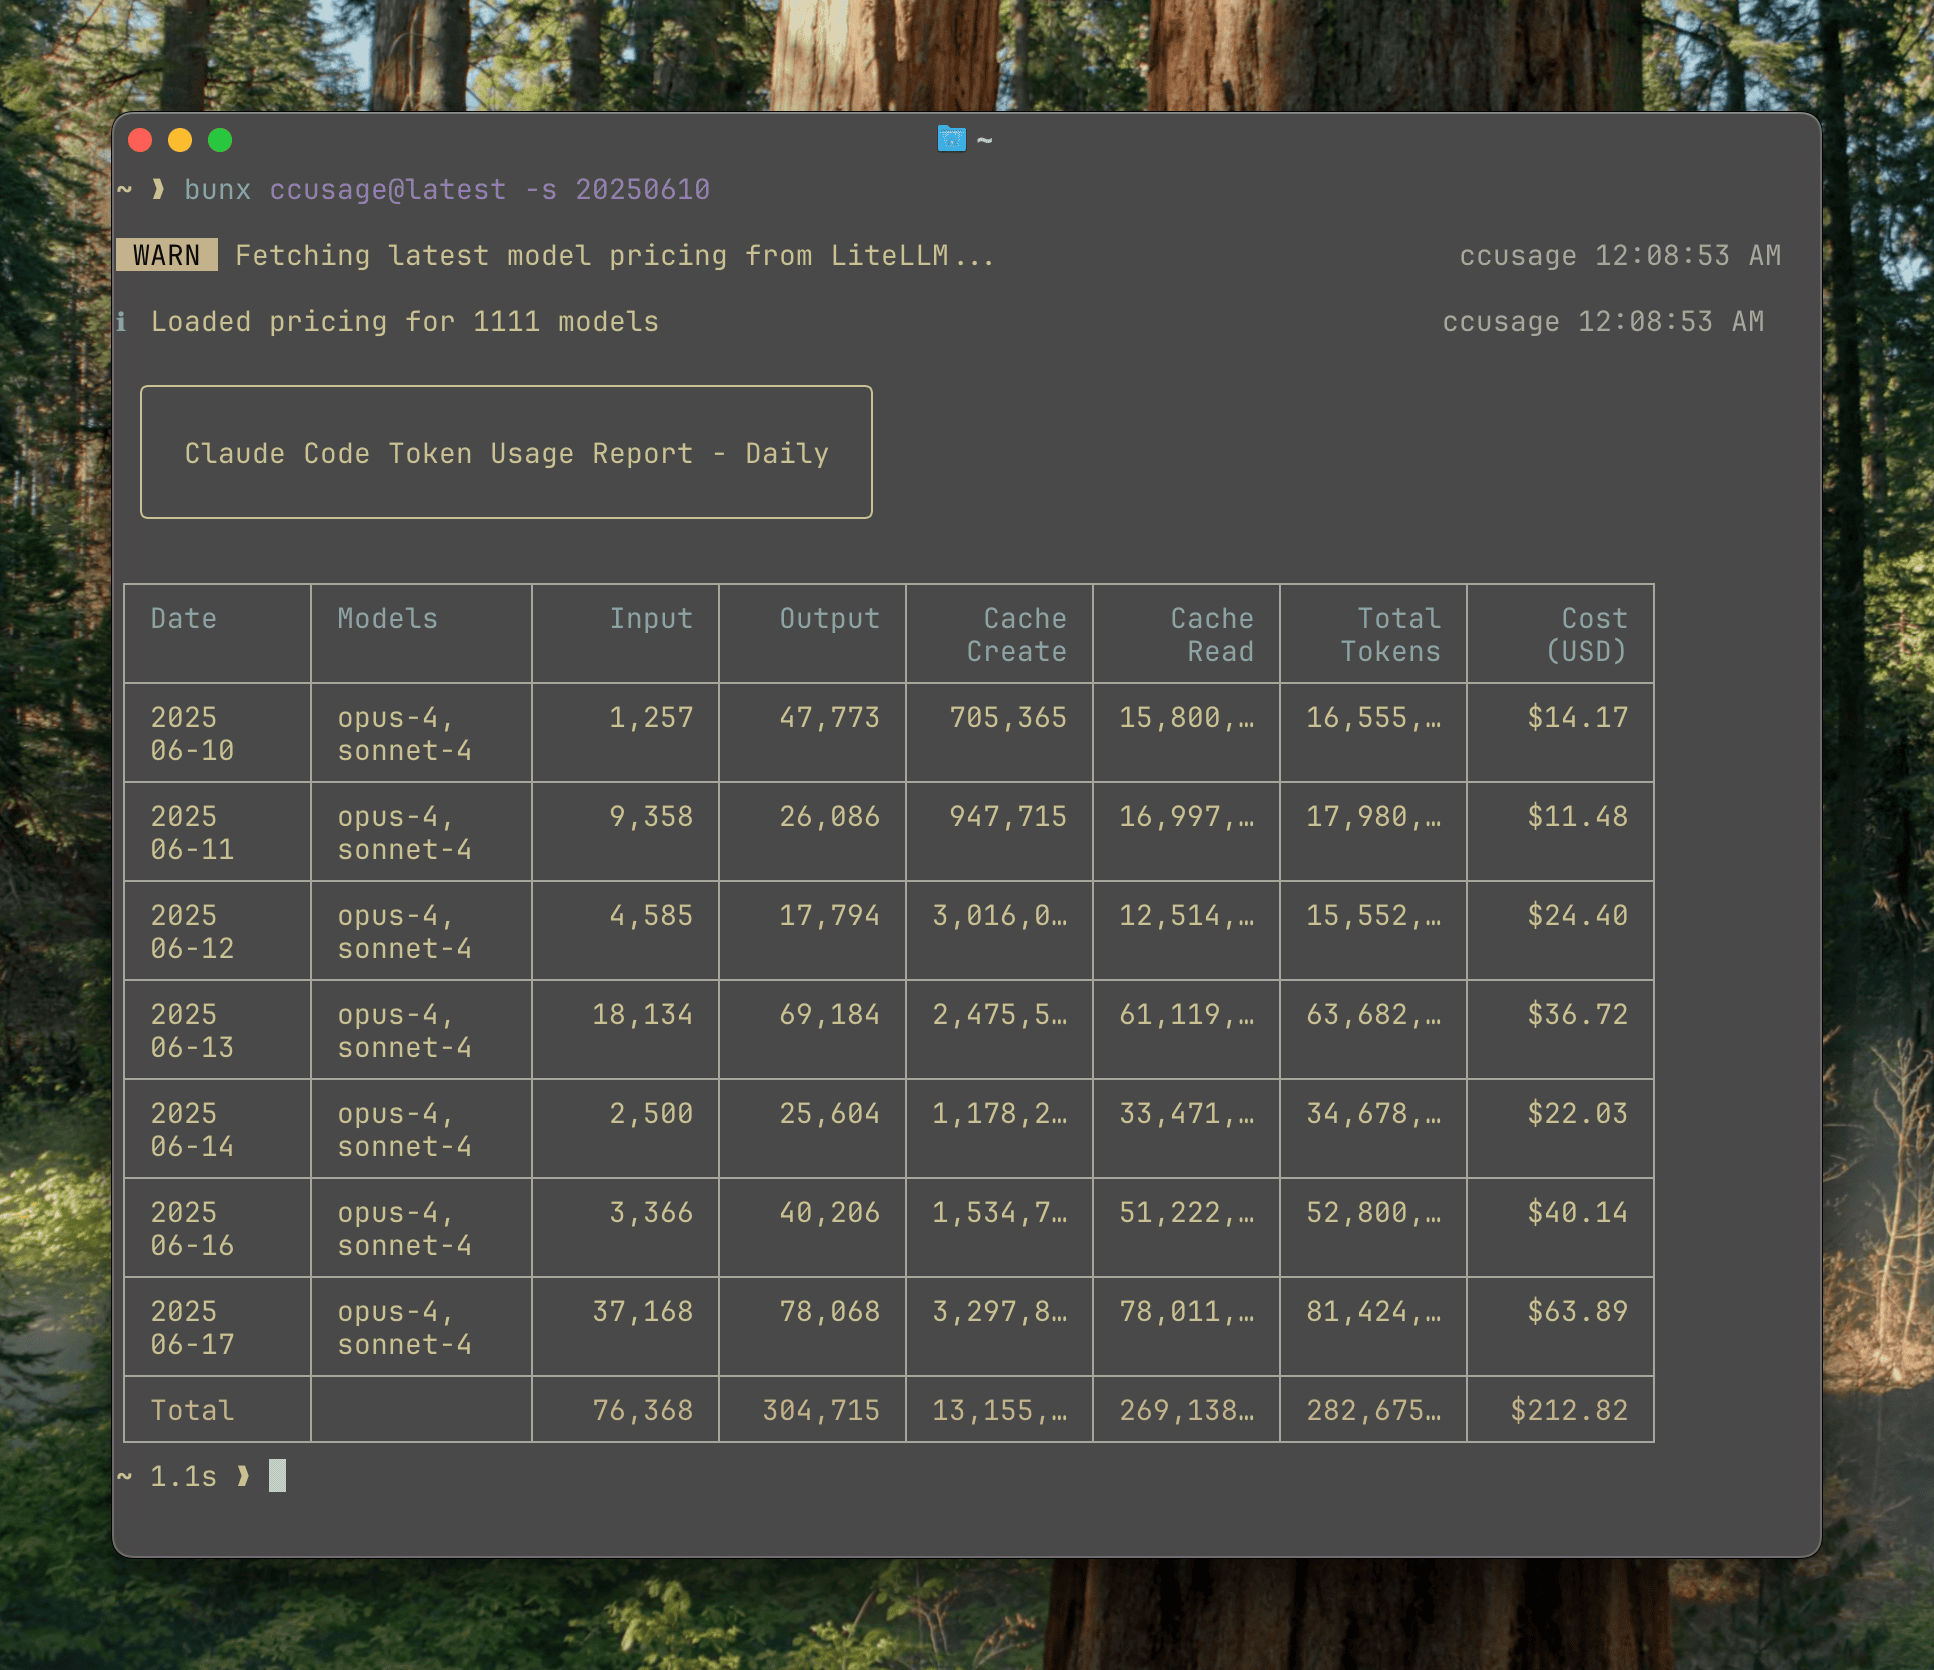 ~
~ ❱ bunx ccusage@latest -s 20250610
WARN Fetching latest model pricing from LiteLLM... ccusage 12:08:53 AM
ℹ Loaded pricing for 1111 models ccusage 12:08:53 AM
Claude Code Token Usage Report - Daily
Date Models Input Output Cache Cache Total Cost
Create Read Tokens (USD)
2025 opus-4, 1,257 47,773 705,365 15,800,… 16,555,… $14.17
06-10 sonnet-4
2025 opus-4, 9,358 26,086 947,715 16,997,… 17,980,… $11.48
06-11 sonnet-4
2025 opus-4, 4,585 17,794 3,016,0… 12,514,… 15,552,… $24.40
06-12 sonnet-4
2025 opus-4, 18,134 69,184 2,475,5… 61,119,… 63,682,… $36.72
06-13 sonnet-4
2025 opus-4, 2,500 25,604 1,178,2… 33,471,… 34,678,… $22.03
06-14 sonnet-4
2025 opus-4, 3,366 40,206 1,534,7… 51,222,… 52,800,… $40.14
06-16 sonnet-4
2025 opus-4, 37,168 78,068 3,297,8… 78,011,… 81,424,… $63.89
06-17 sonnet-4
Total 76,368 304,715 13,155,… 269,138… 282,675… $212.82
~ 1.1s ❱